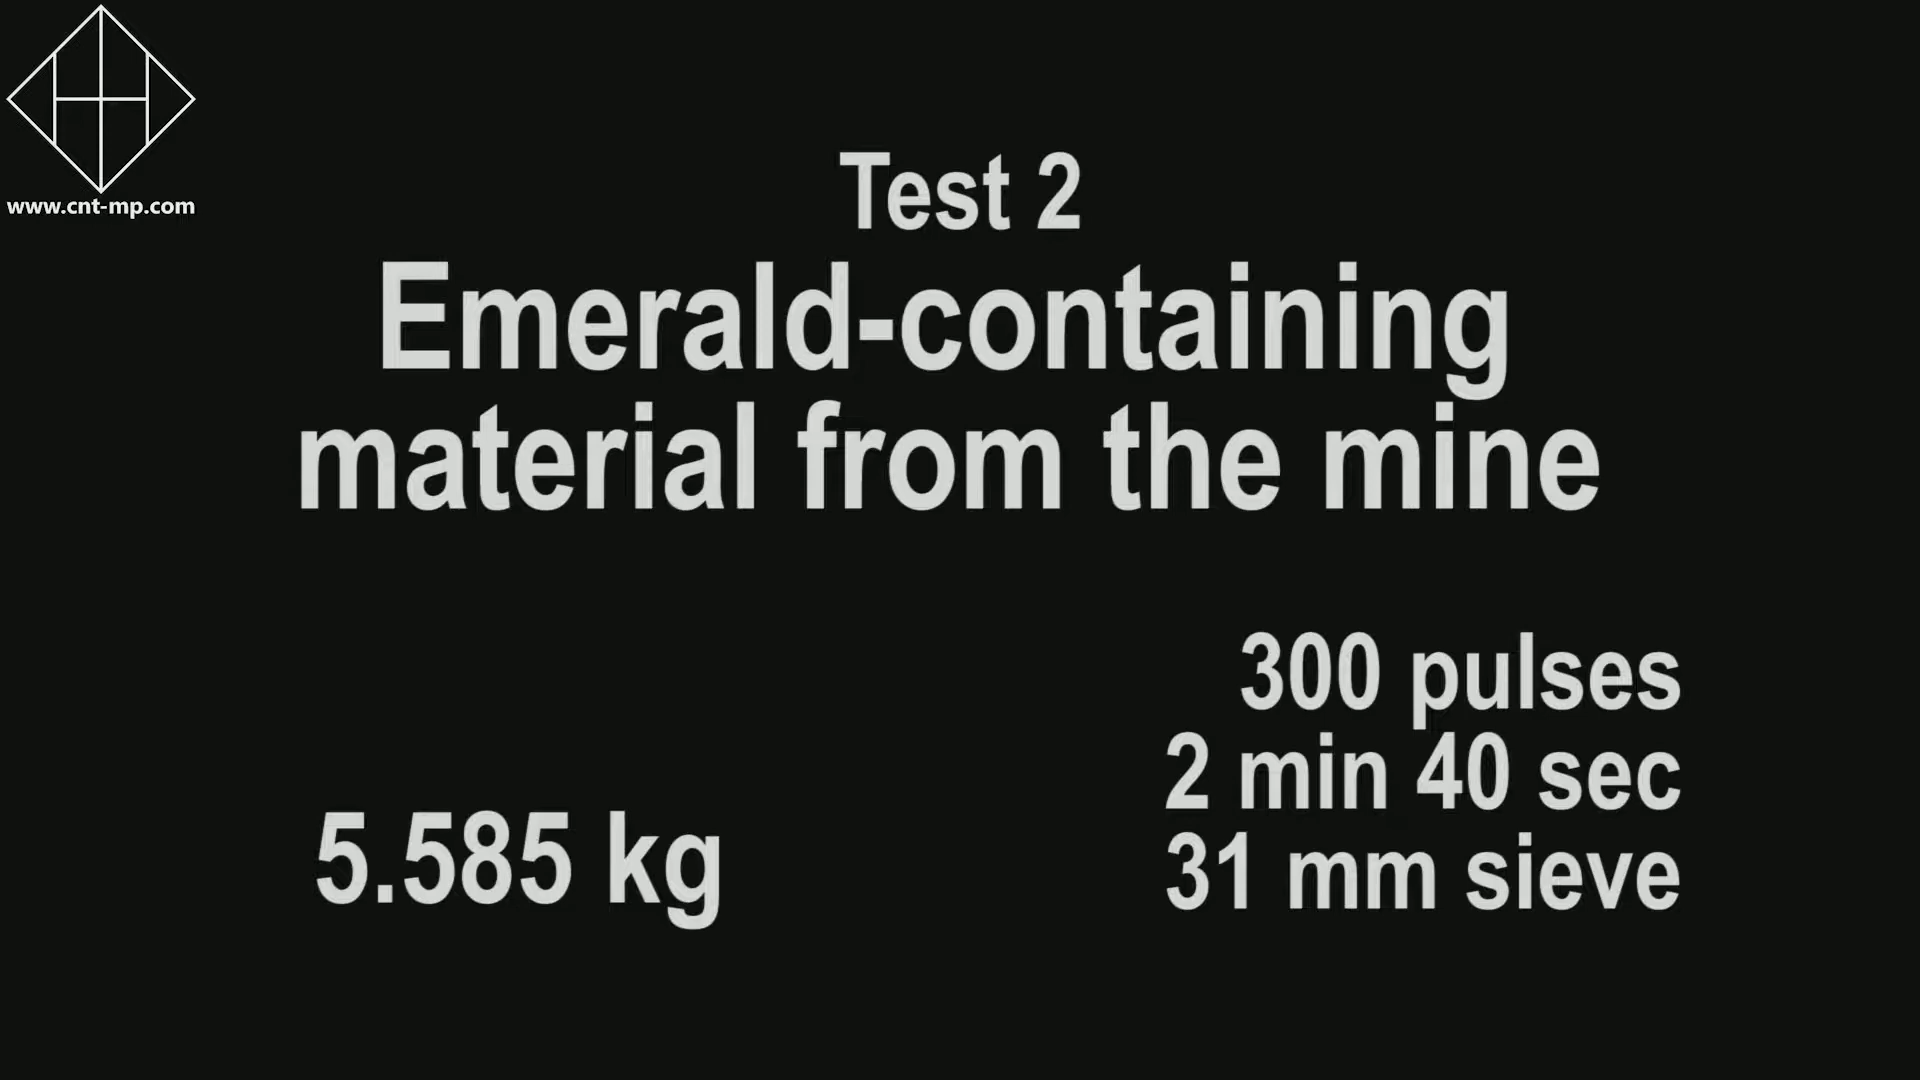 www.cnt-mp.com
Test 2
Emerald-containing
material from the mine
5.585 kg
300 pulses
2 min 40 sec
31 mm sieve